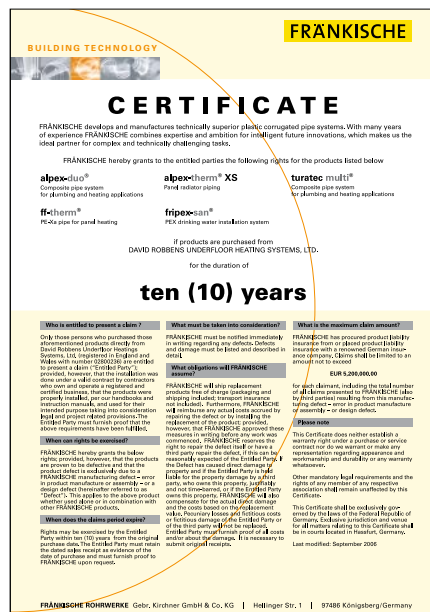 FRÄNKISCHE
BUILDING TECHNOLOGY
CERTIFICATE
FRÄNKISCHE develops and manufactures technically superior plastic corrugated pipe systems. With many years
of experience FRÄNKISCHE combines expertise and ambition for intelligent future innovations, which makes us the
ideal partner for complex and technically challenging tasks.
FRÄNKISCHE hereby grants to the entitled parties the following rights for the products listed below
alpex-duo®
Composite pipe system
for plumbing and heating applications
alpex-therm® XS
Panel radiator piping
turatec multi®
Composite pipe system
for plumbing and heating applications
ff-therm®
PE-Xa pipe for panel heating
fripex-san®
PEX drinking water installation system
if products are purchased from
DAVID ROBBENS UNDERFLOOR HEATING SYSTEMS, LTD.
for the duration of
ten (10) years
Who is entitled to present a claim ?
Only those persons who purchased those
aforementioned products directly from
David Robbens Underfloor Heatings
Systems, Ltd, (registered in England and
Wales with number 02800236) are entitled
to present a claim ("Entitled Party");
provided, however, that the installation was
done under a valid contract by contractors
who own and operate a registered and
certified business, that the products were
properly installed, per our handbooks and
instruction manuals, and used for their
intended purpose taking into consideration
legal and project related provisions.The
Entitled Party must furnish proof that the
above requirements have been fulfilled.
When can rights be exercised?
FRÄNKISCHE hereby grants the below
rights; provided, however, that the products
are proven to be defective and that the
product defect is exclusively due to a
FRÄNKISCHE manufacturing defect – error
in product manufacture or assembly – or a
design defect (hereinafter referred to as
"Defect"). This applies to the above product
whether used alone or in combination with
other FRÄNKISCHE products.
When does the claims period expire?
Rights may be exercised by the Entitled
Party within ten (10) years from the original
purchase date. The Entitled Party must retain
the dated sales receipt as evidence of the
date of purchase and must furnish proof to
FRÄNKISCHE upon request.
What must be taken into consideration?
FRÄNKISCHE must be notified immediately
in writing regarding any defects. Defects
and damage must be listed and described in
detail.
What obligations will FRÄNKISCHE
assume?
FRÄNKISCHE will ship replacement
products free of charge (packaging and
shipping included; transport insurance
not included). Furthermore, FRÄNKISCHE
will reimburse any actual costs accrued by
repairing the defect or by installing the
replacement of the product; provided,
however, that FRÄNKISCHE approved these
measures in writing before any work was
commenced. FRÄNKISCHE reserves the
right to repair the defect itself or have a
third party repair the defect, if this can be
reasonably expected of the Entitled Party. If
the Defect has caused direct damage to
property and if the Entitled Party is held
liable for the property damage by a third
party, who owns this property, justifiably
and not time-barred, or if the Entitled Party
owns this property, FRÄNKISCHE will also
compensate for the actual direct damage
and the costs based on the replacement
value. Pecuniary losses and fictitious costs
or fictitious damage of the Entitled Party or
of the third party will not be replaced.
Entitled Party must furnish proof of all costs
and/or about the damage. It is necessary to
submit original receipts.
What is the maximum claim amount?
FRÄNKISCHE has procured product liability
insurance from or placed product liability
insurance with a renowned German insur-
ance company. Claims shall be limited to an
amount not to exceed
EUR 5,200,000,00
for each claimant, including the total number
of all claims presented to FRÄNKISCHE (also
by third parties) resulting from this manufac-
turing defect – error in product manufacture
or assembly – or design defect.
Please note
This Certificate does neither establish a
warranty right under a purchase or service
contract nor do we warrant or make any
representation regarding appearance and
workmanship and durability or any warranty
whatsoever.
Other mandatory legal requirements and the
rights of any member of any respective
association shall remain unaffected by this
Certificate.
This Certificate shall be exclusively gov-
erned by the laws of the Federal Republic of
Germany. Exclusive jurisdiction and venue
for all matters relating to this Certificate shall
be in courts located in Hassfurt, Germany.
Last modified: September 2006
FRÄNKISCHE ROHRWERKE Gebr. Kirchner GmbH & Co. KG | Hellinger Str. 1 | 97486 Königsberg/Germany